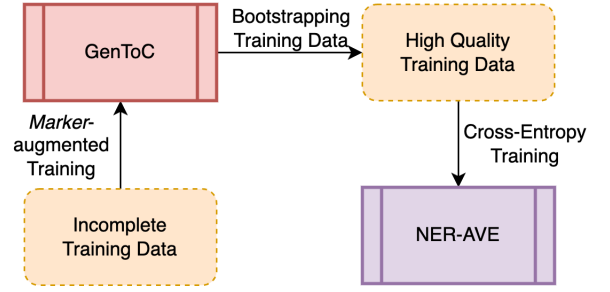 GenToC
Bootstrapping
Training Data
High Quality
Training Data
Marker-
augmented
Training
Cross-Entropy
Training
Incomplete
Training Data
NER-AVE